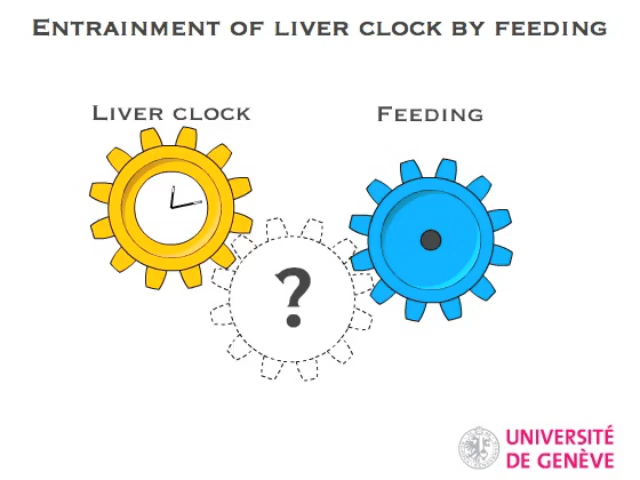 Entrainment of liver clock by feeding
Liver clock
Feeding
?
UNIVERSITÉ
DE GENÈVE